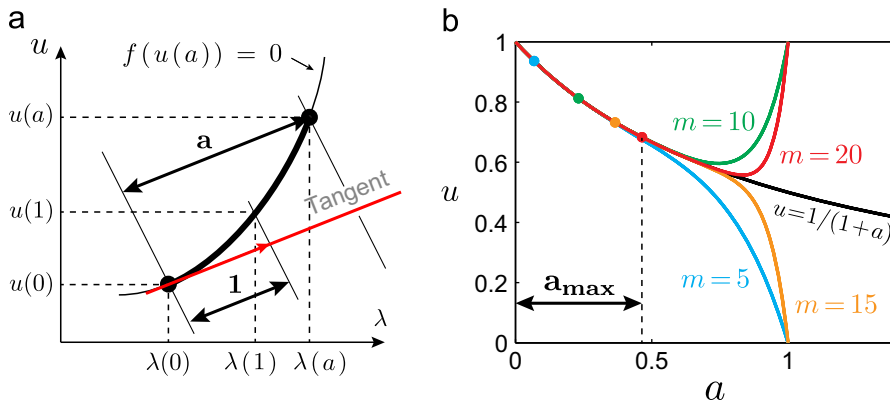 a
u
f(u(a)) = 0
u(a)
a
u(1)
Tangent
u(0)
1
λ
λ(0)
λ(1)
λ(a)
b
1
0.8
m = 10
m = 20
0.6
u
u=1/(1+a)
0.4
m = 5
m = 15
0.2
a_max
0
0
0.5
1
a